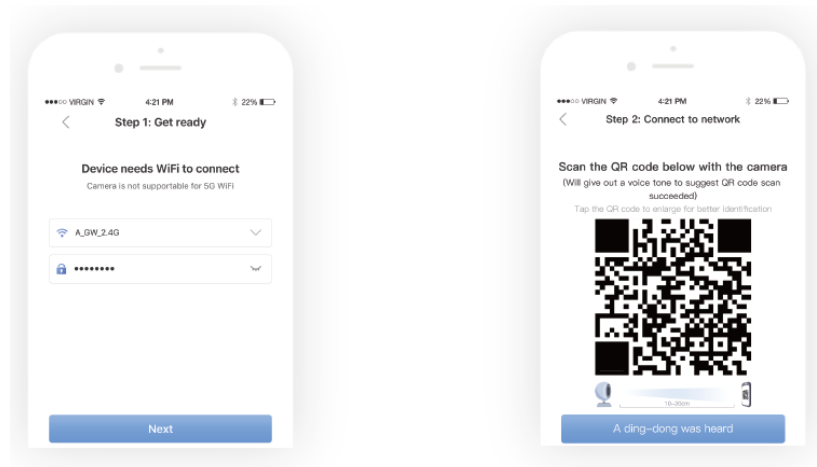 VIRGIN 4:21 PM 22%
Step 1: Get ready
Device needs WiFi to connect
Camera is not supportable for 5G WiFi
A_GW_2.4G
••••••••
Next
VIRGIN 4:21 PM 22%
Step 2: Connect to network
Scan the QR code below with the camera
(Will give out a voice tone to suggest QR code scan
succeeded)
Tap the QR code to enlarge for better identification
10-20cm
A ding-dong was heard